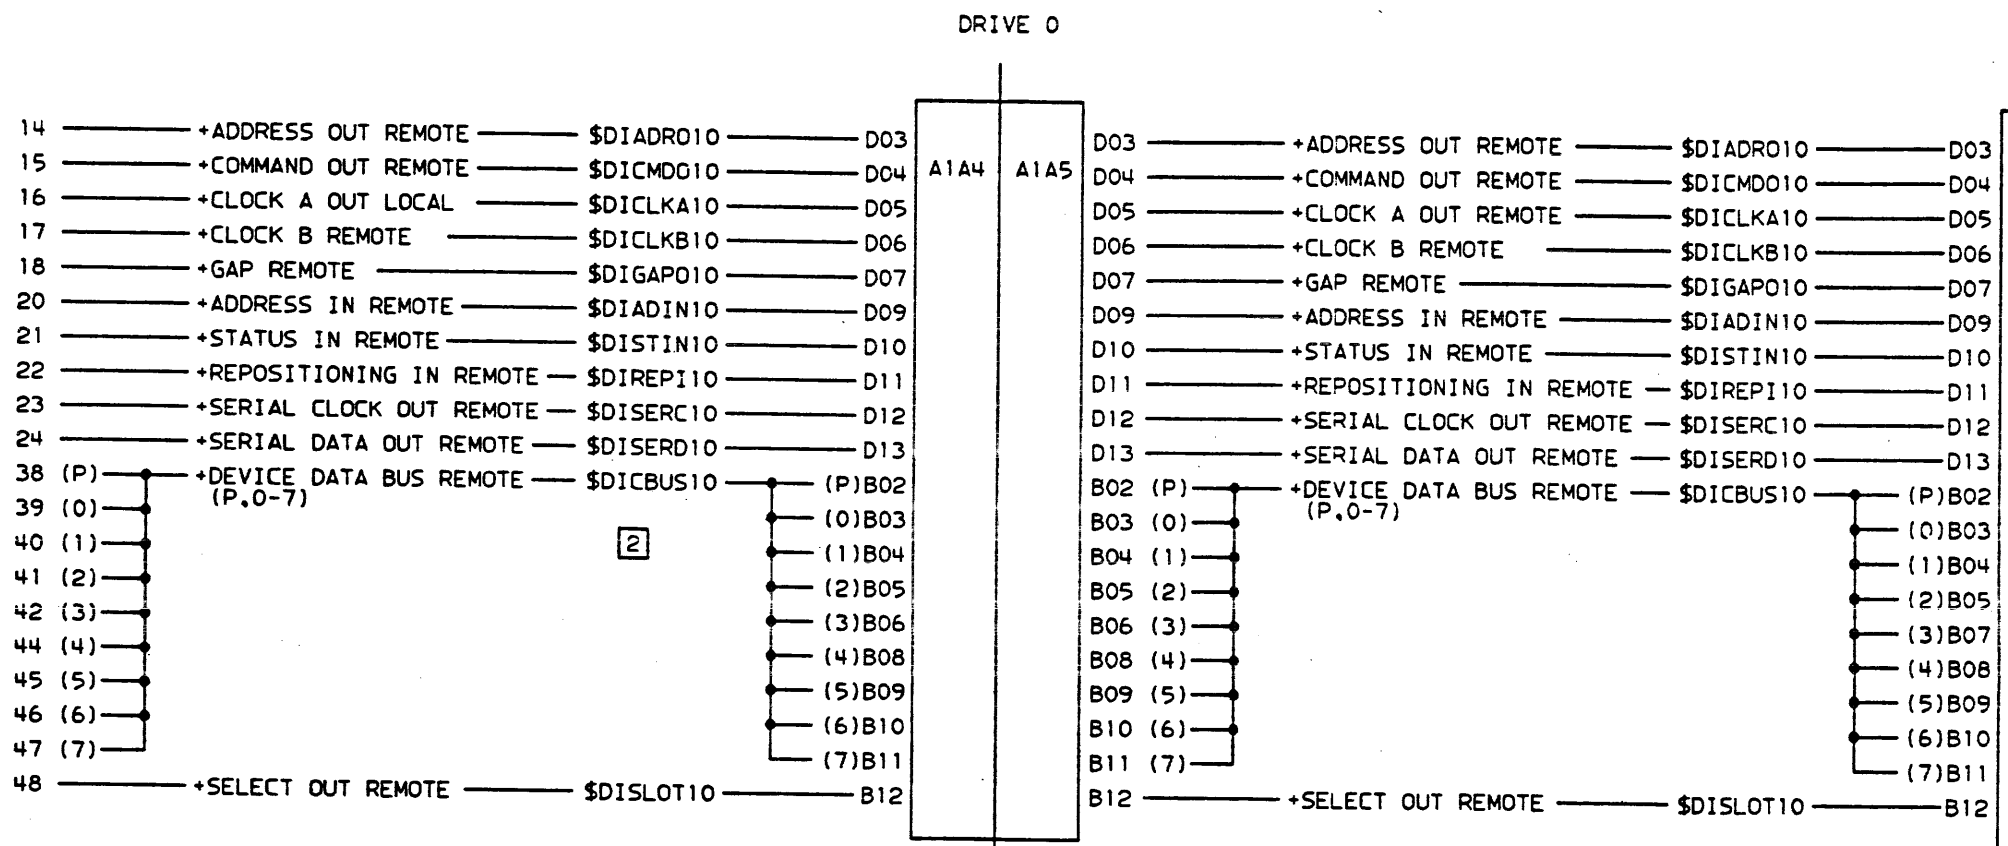 DRIVE 0
14 +ADDRESS OUT REMOTE $DIADRO10 D03 D03 +ADDRESS OUT REMOTE $DIADRO10 D03
15 +COMMAND OUT REMOTE $DICMDO10 D04 A1A4 A1A5 D04 +COMMAND OUT REMOTE $DICMDO10 D04
16 +CLOCK A OUT LOCAL $DICLKA10 D05 D05 +CLOCK A OUT REMOTE $DICLKA10 D05
17 +CLOCK B REMOTE $DICLKB10 D06 D06 +CLOCK B REMOTE $DICLKB10 D06
18 +GAP REMOTE $DIGAPO10 D07 D07 +GAP REMOTE $DIGAPO10 D07
20 +ADDRESS IN REMOTE $DIADIN10 D09 D09 +ADDRESS IN REMOTE $DIADIN10 D09
21 +STATUS IN REMOTE $DISTIN10 D10 D10 +STATUS IN REMOTE $DISTIN10 D10
22 +REPOSITIONING IN REMOTE $DIREPI10 D11 D11 +REPOSITIONING IN REMOTE $DIREPI10 D11
23 +SERIAL CLOCK OUT REMOTE $DISERC10 D12 D12 +SERIAL CLOCK OUT REMOTE $DISERC10 D12
24 +SERIAL DATA OUT REMOTE $DISERD10 D13 D13 +SERIAL DATA OUT REMOTE $DISERD10 D13
38 (P) +DEVICE DATA BUS REMOTE $DICBUS10 (P)B02 B02 (P) +DEVICE DATA BUS REMOTE $DICBUS10 (P)B02
(P,0-7) (P,0-7)
39 (0) (0)B03 B03 (0) (0)B03
40 (1) 2 (1)B04 B04 (1) (1)B04
41 (2) (2)B05 B05 (2) (2)B05
42 (3) (3)B06 B06 (3) (3)B07
44 (4) (4)B08 B08 (4) (4)B08
45 (5) (5)B09 B09 (5) (5)B09
46 (6) (6)B10 B10 (6) (6)B10
47 (7) (7)B11 B11 (7) (7)B11
48 +SELECT OUT REMOTE $DISLOT10 B12 B12 +SELECT OUT REMOTE $DISLOT10 B12